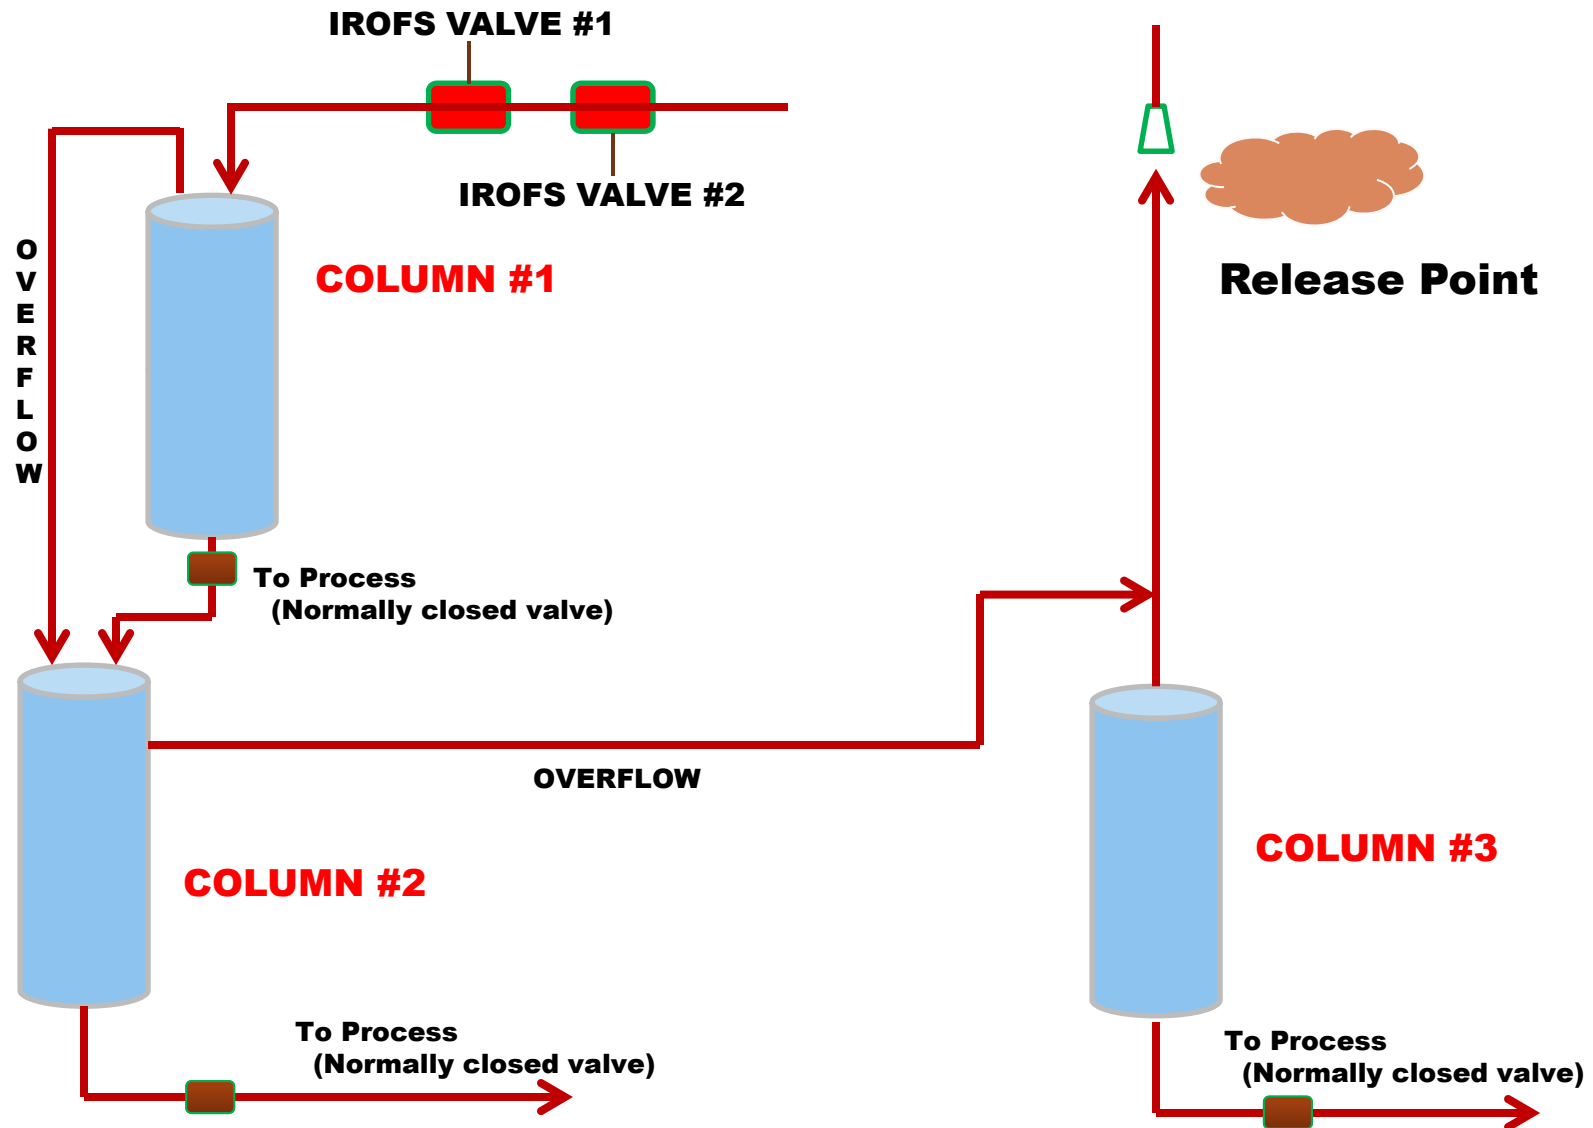 IROFS VALVE #1
IROFS VALVE #2
OVERFLOW
COLUMN #1
Release Point
To Process
(Normally closed valve)
OVERFLOW
COLUMN #2
COLUMN #3
To Process
(Normally closed valve)
To Process
(Normally closed valve)